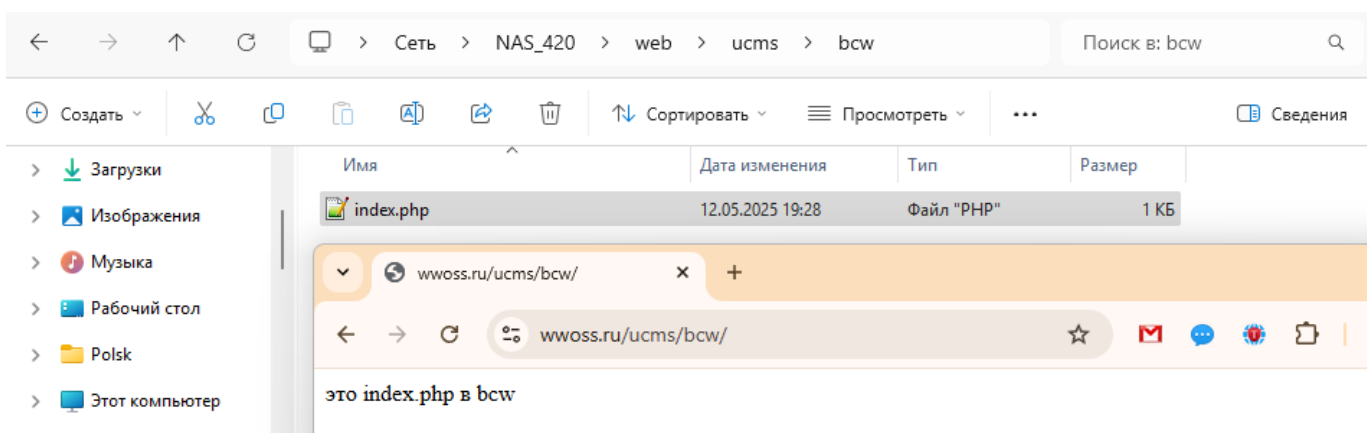 Сеть > NAS_420 > web > ucms > bcw Поиск в: bcw
Создать Сортировать Просмотреть ... Сведения
Имя Дата изменения Тип Размер
Загрузки
index.php 12.05.2025 19:28 Файл "PHP" 1 КБ
Изображения
Музыка
wwoss.ru/ucms/bcw/
Рабочий стол
wwoss.ru/ucms/bcw/
Polsk
Этот компьютер
это index.php в bcw